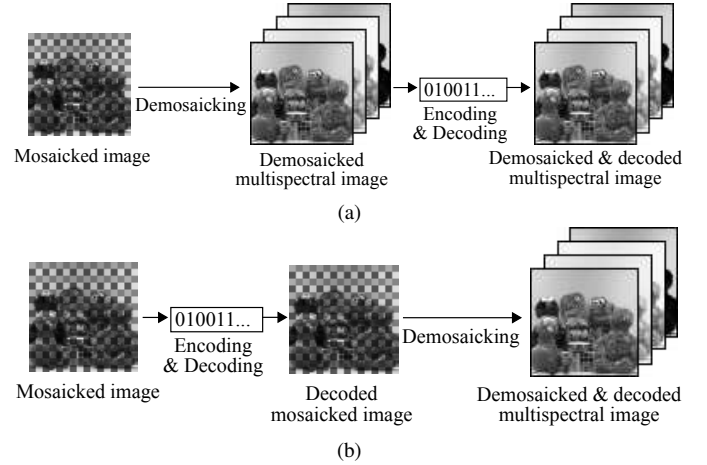 Mosaicked image
Demosaicking
Demosaicked
multispectral image
010011...
Encoding
& Decoding
Demosaicked & decoded
multispectral image
(a)
Mosaicked image
010011...
Encoding
& Decoding
Decoded
mosaicked image
Demosaicking
Demosaicked & decoded
multispectral image
(b)